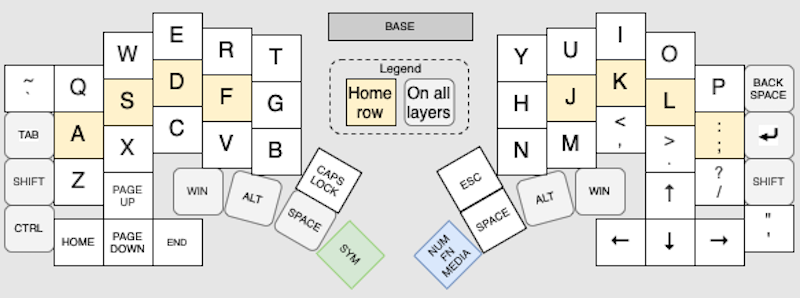 BASE
Legend
Home
row
On all
layers
~
`
Q
W
E
R
T
TAB
A
S
D
F
G
SHIFT
Z
X
C
V
B
CTRL
HOME
PAGE
UP
PAGE
DOWN
END
WIN
ALT
CAPS
LOCK
SPACE
SYM
Y
U
I
O
P
BACK
SPACE
H
J
K
L
:
;
↵
N
M
<
,
>
.
?
/
SHIFT
ESC
SPACE
NUM
FN
MEDIA
ALT
WIN
↑
←
↓
→
"
'